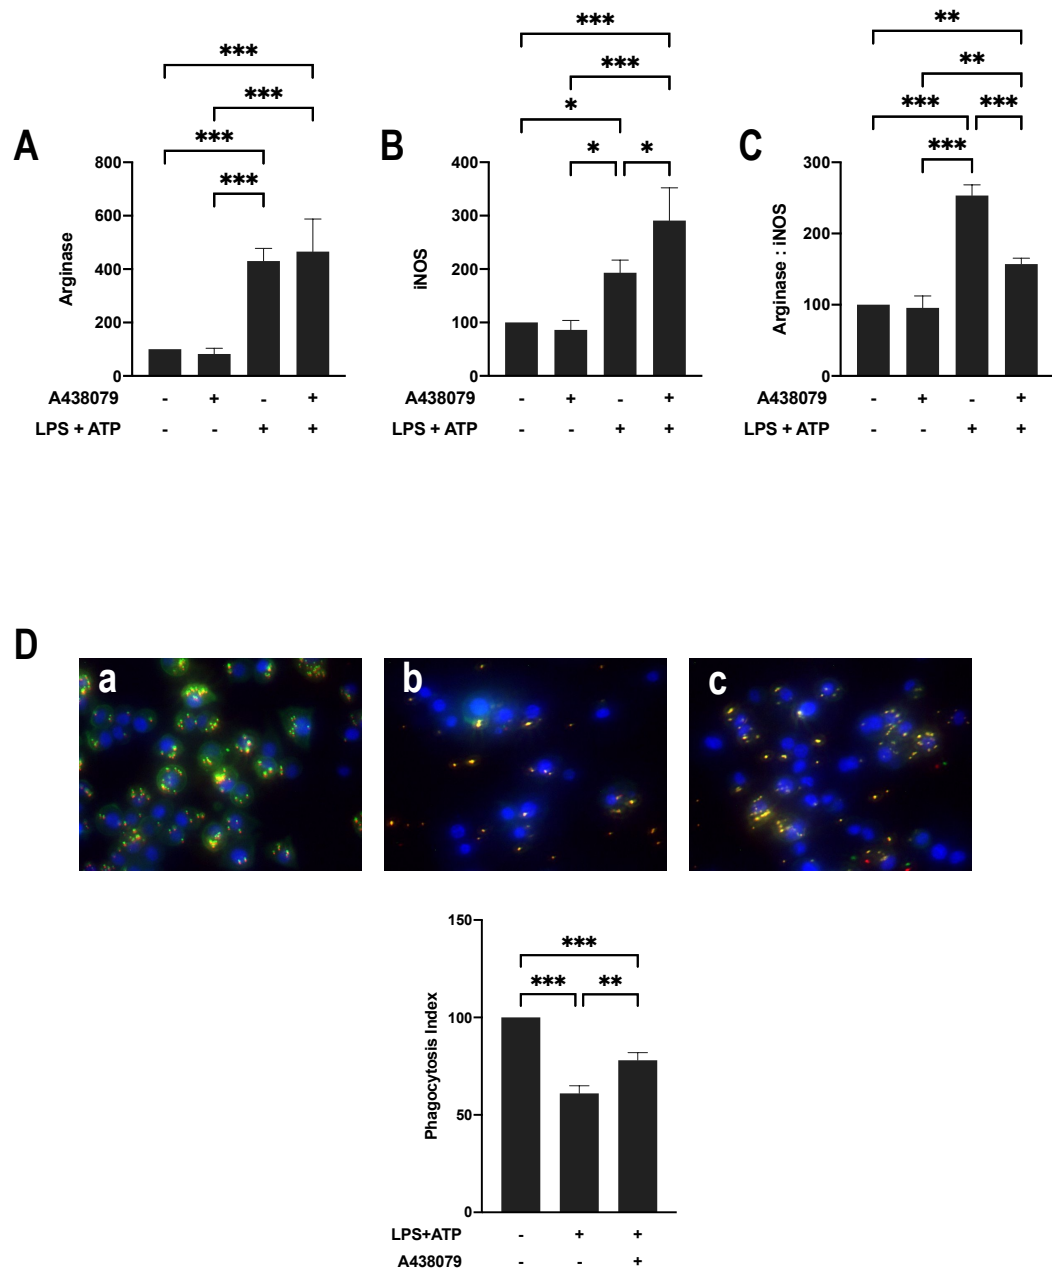 A
***
***
***
***
800
600
400
200
0
Arginase
A438079 - + - +
LPS + ATP - - + +
B
***
***
*
* *
400
300
200
100
0
iNOS
- + - +
LPS + ATP - - + +
C
**
**
*** ***
***
300
200
100
0
Arginase : iNOS
A438079 - + - +
LPS + ATP - - + +
D
a b c
***
*** **
150
100
50
0
Phagocytosis Index
LPS+ATP - + +
A438079 - - +